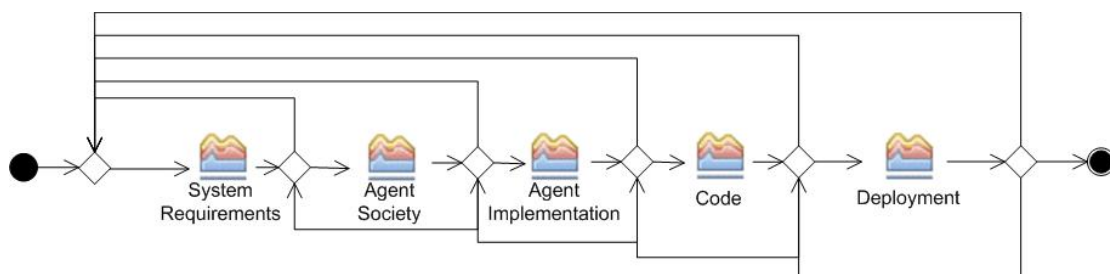 System
Requirements
Agent
Society
Agent
Implementation
Code
Deployment